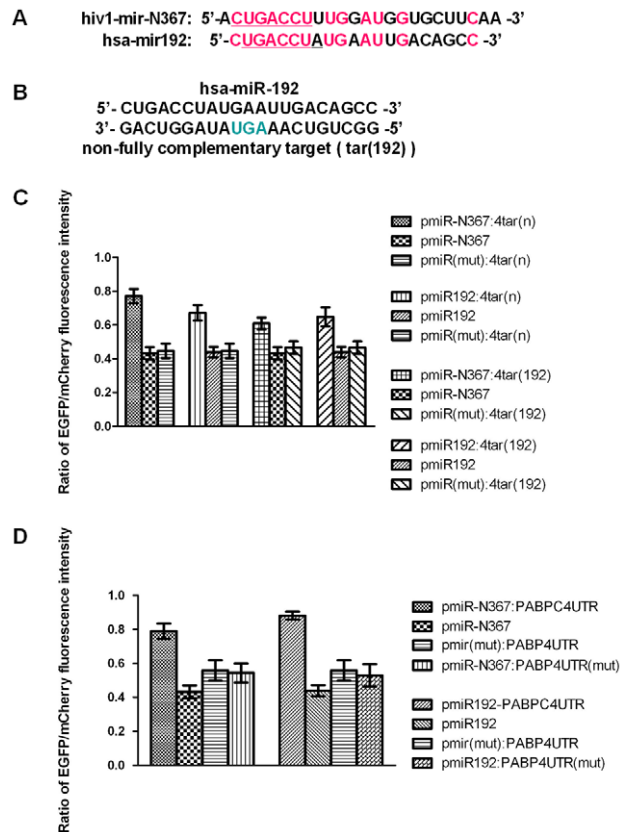 A
hiv1-mir-N367: 5'-ACUGACCUUUGGAUGGUGCUUCAA -3'
hsa-mir192: 5'-CUGACCUAUGAAUUGACAGCC -3'
B
hsa-miR-192
5'- CUGACCUAUGAAUUGACAGCC -3'
3'- GACUGGAUAUGAAACUGUCGG -5'
non-fully complementary target ( tar(192) )
C
Ratio of EGFP/mCherry fluorescence intensity
1.0
0.8
0.6
0.4
0.2
0.0
pmiR-N367:4tar(n)
pmiR-N367
pmiR(mut):4tar(n)
pmiR192:4tar(n)
pmiR192
pmiR(mut):4tar(n)
pmiR-N367:4tar(192)
pmiR-N367
pmiR(mut):4tar(192)
pmiR192:4tar(192)
pmiR192
pmiR(mut):4tar(192)
D
Ratio of EGFP/mCherry fluorescence intensity
1.0
0.8
0.6
0.4
0.2
0.0
pmiR-N367:PABPC4UTR
pmiR-N367
pmir(mut):PABP4UTR
pmiR-N367:PABP4UTR(mut)
pmiR192-PABPC4UTR
pmiR192
pmir(mut):PABP4UTR
pmiR192:PABP4UTR(mut)